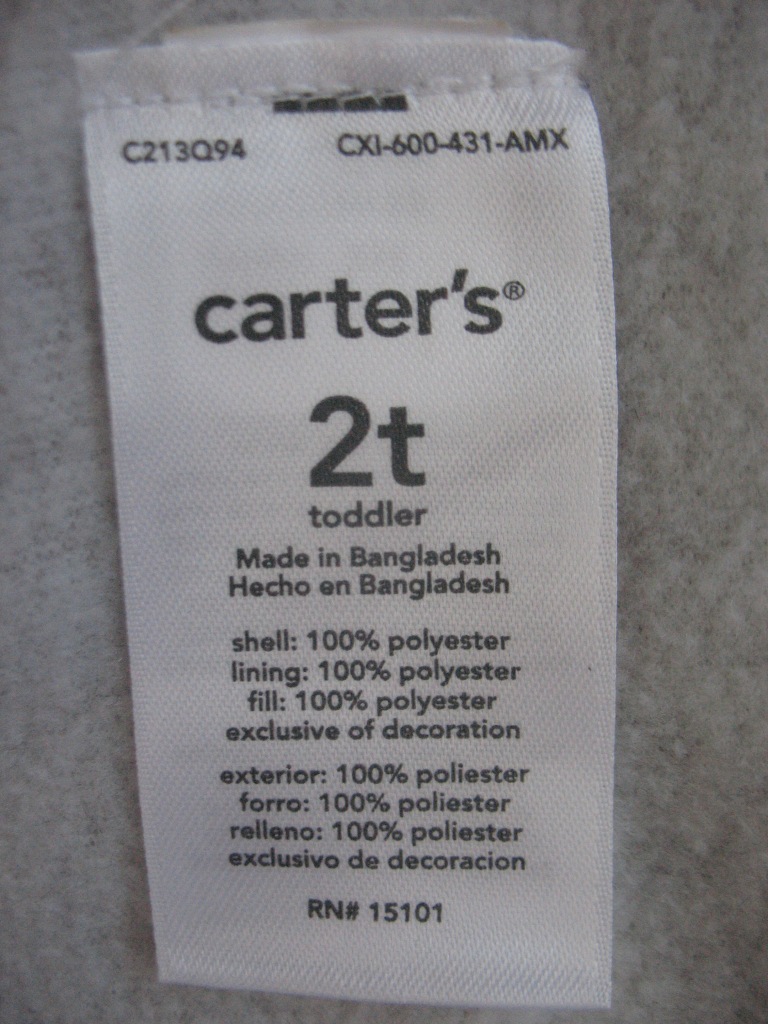 C213Q94 CXI-600-431-AMX
carter's®
2t
toddler
Made in Bangladesh
Hecho en Bangladesh
shell: 100% polyester
lining: 100% polyester
fill: 100% polyester
exclusive of decoration
exterior: 100% poliester
forro: 100% poliester
relleno: 100% poliester
exclusivo de decoracion
RN# 15101